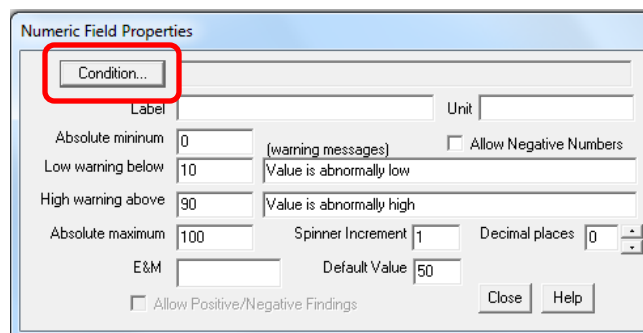 Numeric Field Properties
Condition...
Label Unit
Absolute mininum 0 (warning messages) Allow Negative Numbers
Low warning below 10 Value is abnormally low
High warning above 90 Value is abnormally high
Absolute maximum 100 Spinner Increment 1 Decimal places 0
E&M Default Value 50
Allow Positive/Negative Findings Close Help